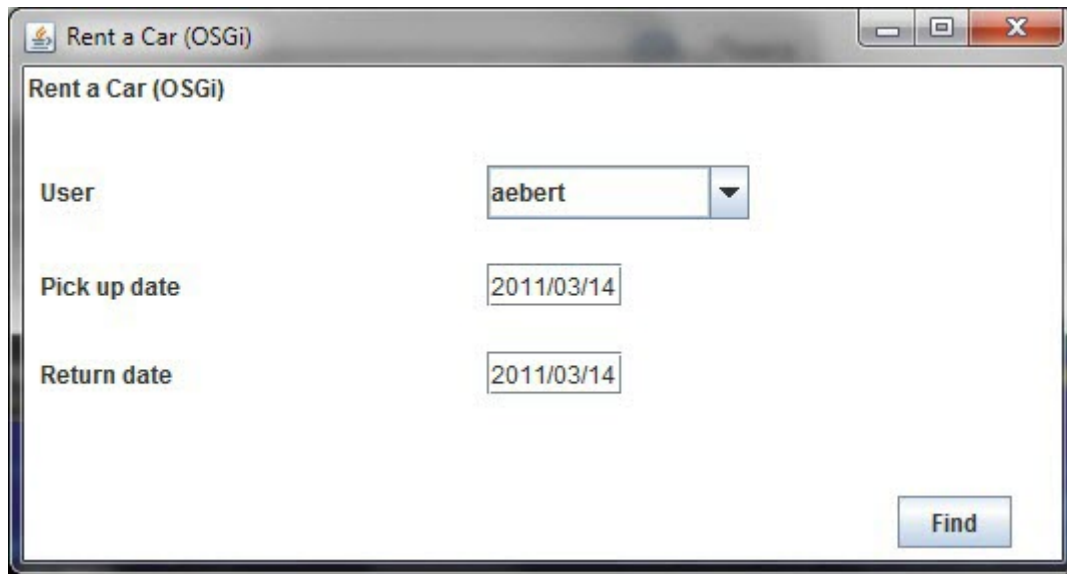 Rent a Car (OSGi)
Rent a Car (OSGi)
User aebert
Pick up date 2011/03/14
Return date 2011/03/14
Find